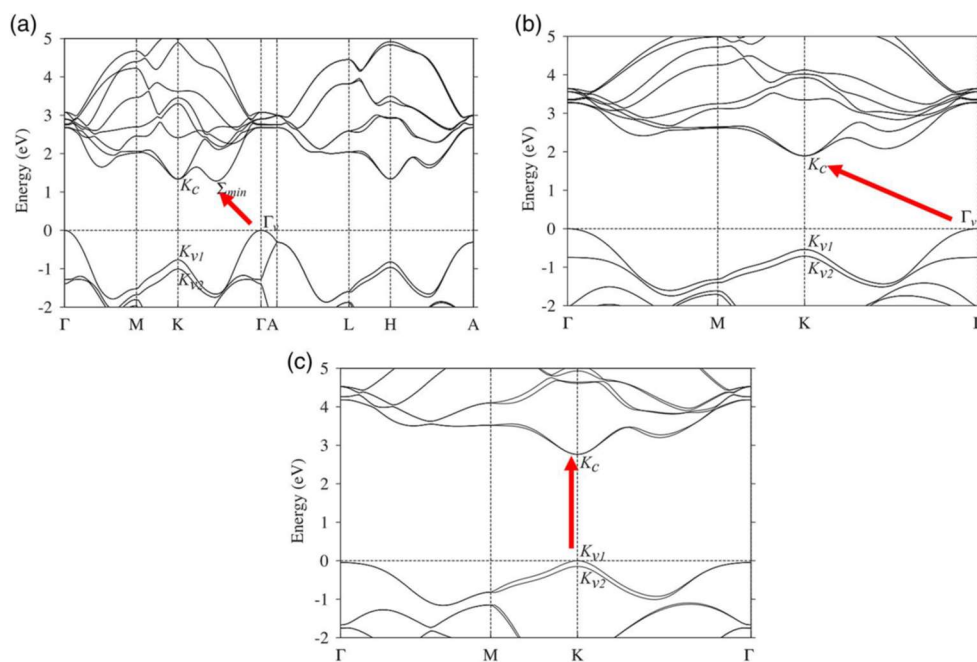 (a)
5
4
3
2
1
0
-1
-2
Energy (eV)
K_c
Σ_min
Γ_v
K_v1
K_v2
Γ M K Γ A L H A
(b)
5
4
3
2
1
0
-1
-2
Energy (eV)
K_c
Γ_v
K_v1
K_v2
Γ M K
(c)
5
4
3
2
1
0
-1
-2
Energy (eV)
K_c
K_v1
K_v2
Γ M K Γ